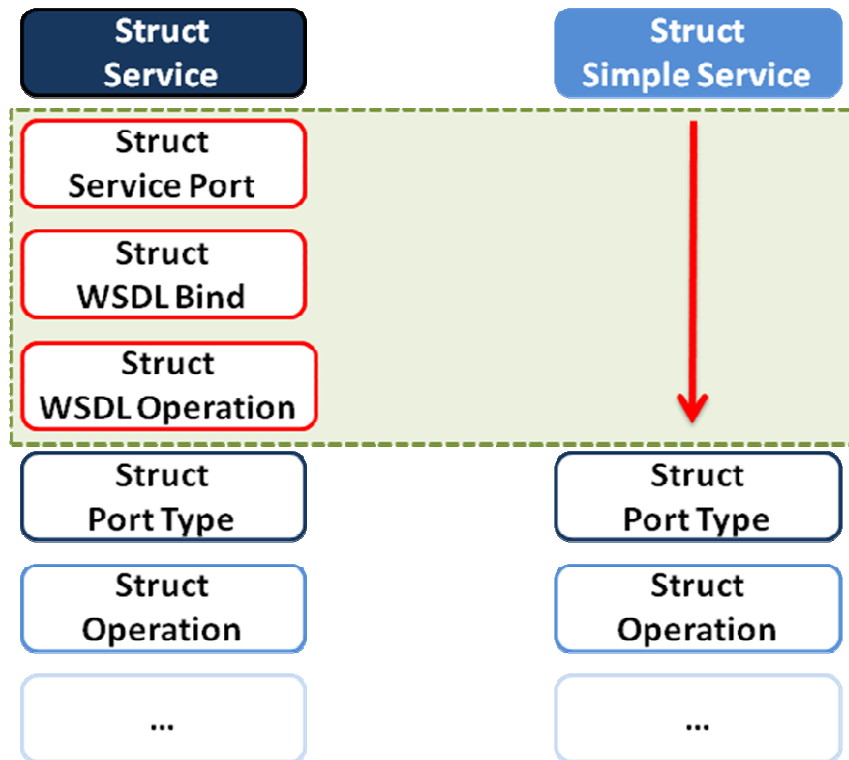 Struct
Service
Struct
Simple Service
Struct
Service Port
Struct
WSDL Bind
Struct
WSDL Operation
Struct
Port Type
Struct
Port Type
Struct
Operation
Struct
Operation
...
...